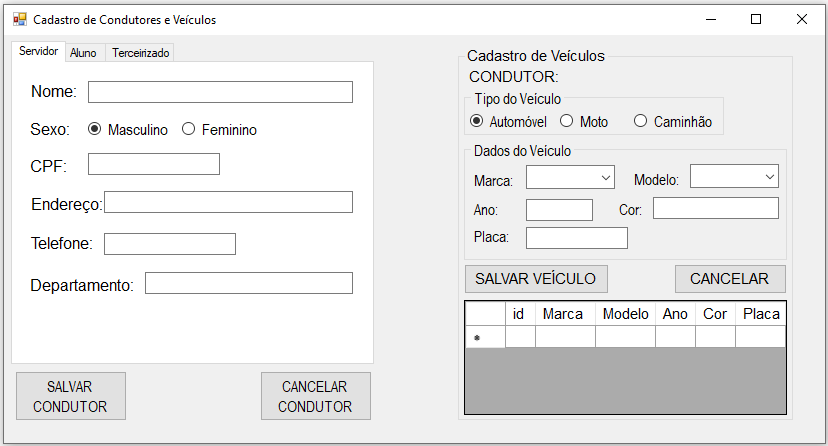 Cadastro de Condutores e Veículos
Servidor Aluno Terceirizado
Nome:
Sexo: Masculino Feminino
CPF:
Endereço:
Telefone:
Departamento:
SALVAR
CONDUTOR
CANCELAR
CONDUTOR
Cadastro de Veículos
CONDUTOR:
Tipo do Veículo
Automóvel Moto Caminhão
Dados do Veículo
Marca: Modelo:
Ano: Cor:
Placa:
SALVAR VEÍCULO CANCELAR
id Marca Modelo Ano Cor Placa
*